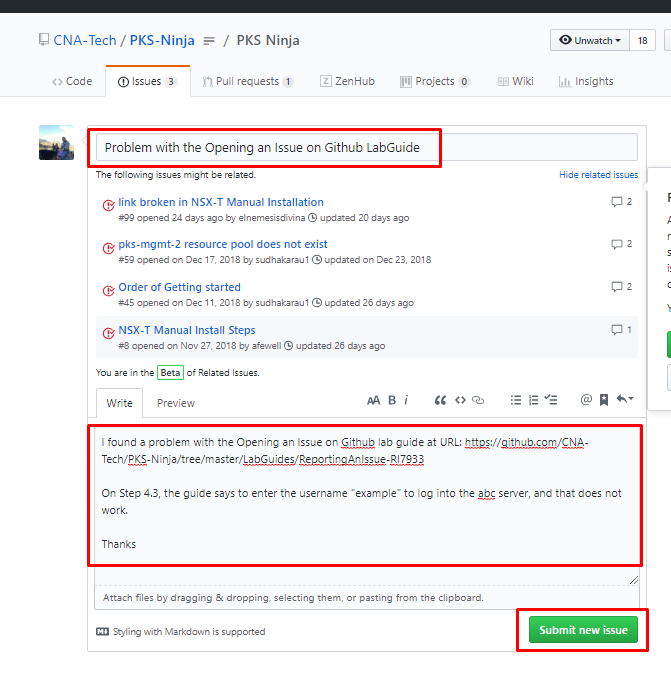 CNA-Tech / PKS-Ninja / PKS Ninja
Unwatch 18
Code Issues 3 Pull requests 1 ZenHub Projects 0 Wiki Insights
Problem with the Opening an Issue on Github LabGuide
The following issues might be related. Hide related issues
link broken in NSX-T Manual Installation 2
#99 opened 24 days ago by elnemesisdivina updated 20 days ago
pks-mgmt-2 resource pool does not exist 2
#59 opened on Dec 17, 2018 by sudhakarau1 updated on Dec 23, 2018
Order of Getting started 2
#45 opened on Dec 11, 2018 by sudhakarau1 updated 26 days ago
NSX-T Manual Install Steps 1
#8 opened on Nov 27, 2018 by afewell updated 26 days ago
You are in the Beta of Related Issues.
Write Preview AA B i
I found a problem with the Opening an Issue on Github lab guide at URL: https://github.com/CNA-
Tech/PKS-Ninja/tree/master/LabGuides/ReportingAnIssue-RI7933
On Step 4.3, the guide says to enter the username "example" to log into the abc server, and that does not
work.
Thanks
Attach files by dragging & dropping, selecting them, or pasting from the clipboard.
Styling with Markdown is supported
Submit new issue